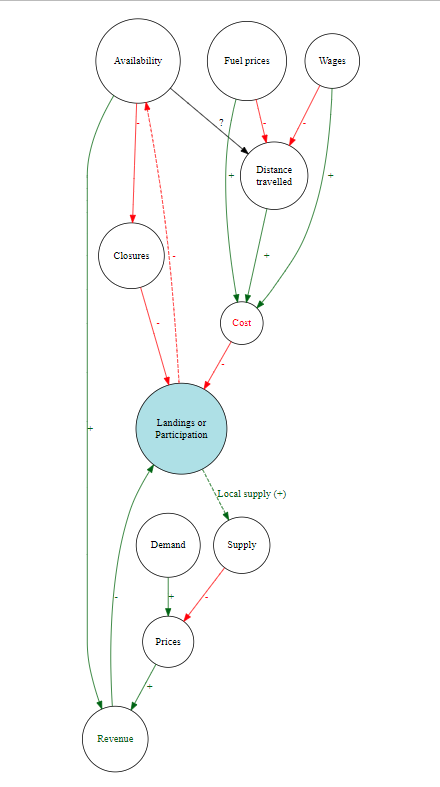 Availability
Fuel prices
Wages
-
?
-
-
Distance
travelled
+
+
Closures
-
+
-
Cost
-
Landings or
Participation
+
Local supply (+)
Demand
Supply
-
+
-
Prices
+
Revenue